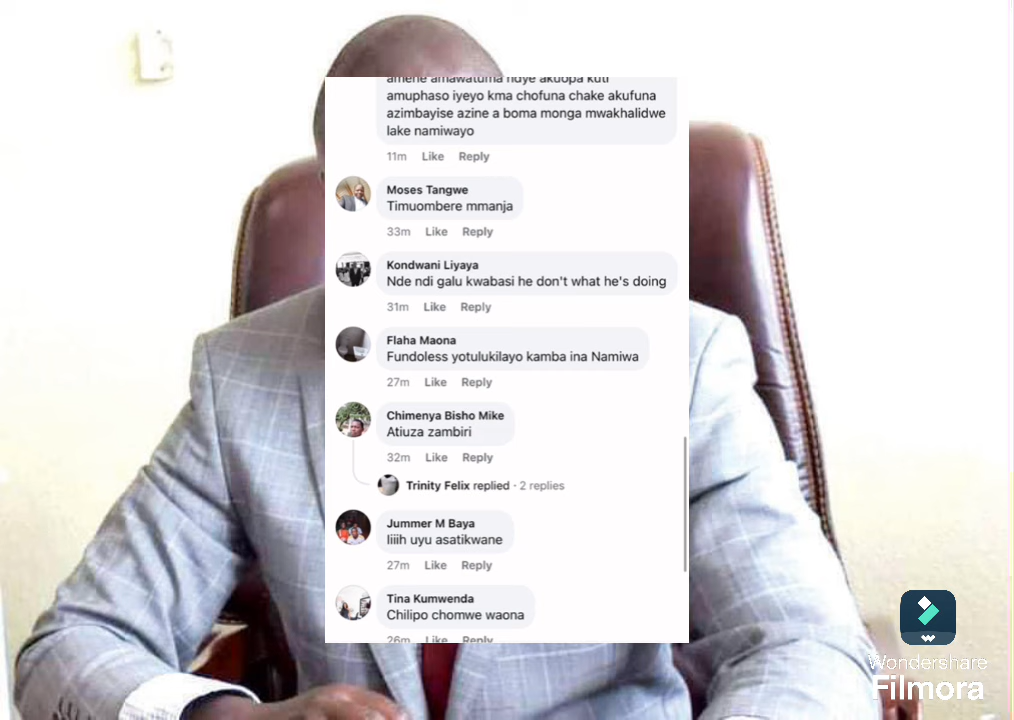 amene amawatuma ndye akuopa kuti
amuphaso iyeyo kma chofuna chake akufuna
azimbayise azine a boma monga mwakhalidwe
lake namiwayo
11m Like Reply
Moses Tangwe
Timuombere mmanja
33m Like Reply
Kondwani Liyaya
Nde ndi galu kwabasi he don't what he's doing
31m Like Reply
Flaha Maona
Fundoless yotulukilayo kamba ina Namiwa
27m Like Reply
Chimenya Bisho Mike
Atiuza zambiri
32m Like Reply
Trinity Felix replied · 2 replies
Jummer M Baya
Iiiih uyu asatikwane
27m Like Reply
Tina Kumwenda
Chilipo chomwe waona
26m Like Reply
Wondershare
Filmora